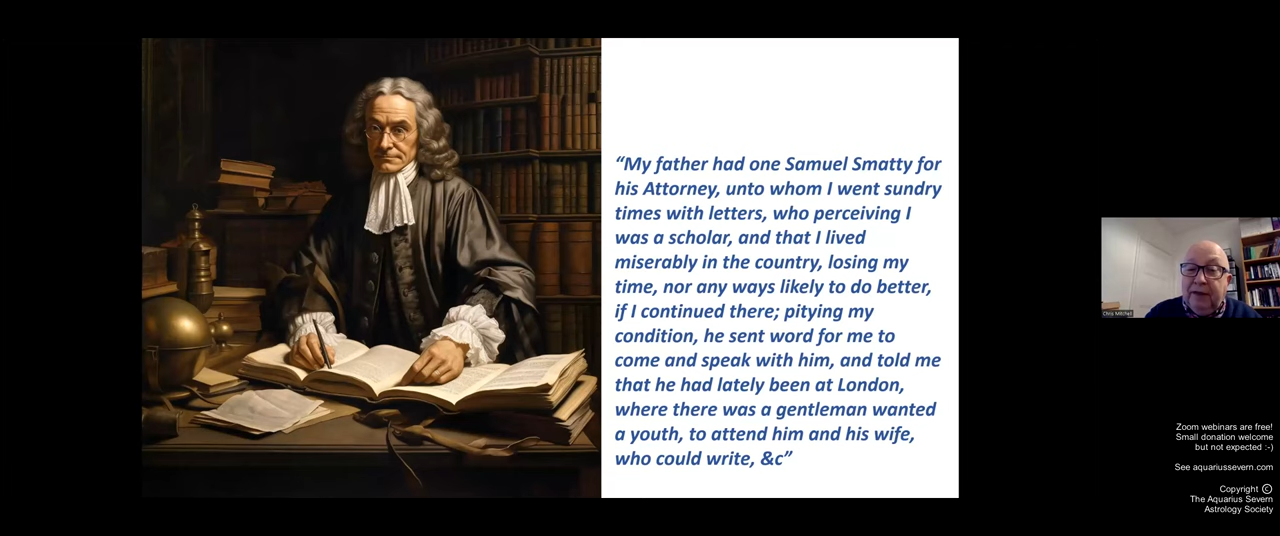 “My father had one Samuel Smatty for
his Attorney, unto whom I went sundry
times with letters, who perceiving I
was a scholar, and that I lived
miserably in the country, losing my
time, nor any ways likely to do better,
if I continued there; pitying my
condition, he sent word for me to
come and speak with him, and told me
that he had lately been at London,
where there was a gentleman wanted
a youth, to attend him and his wife,
who could write, &c”
Chris Mitchell
Zoom webinars are free!
Small donation welcome
but not expected :-)
See aquariussevern.com
Copyright ©
The Aquarius Severn
Astrology Society